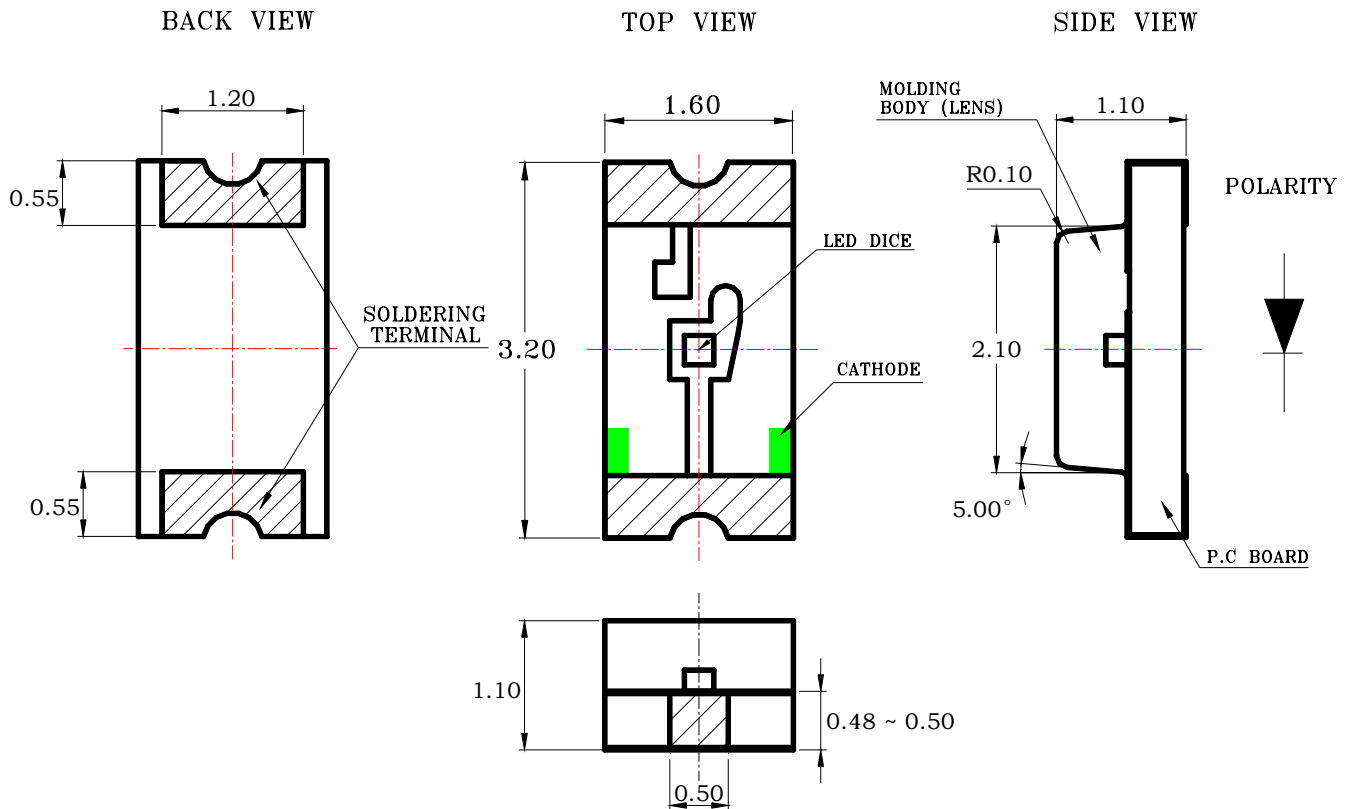 BACK VIEW
TOP VIEW
SIDE VIEW
1.20
0.55
0.55
SOLDERING
TERMINAL
1.60
3.20
LED DICE
CATHODE
MOLDING
BODY (LENS)
1.10
R0.10
2.10
5.00°
P.C BOARD
POLARITY
1.10
0.48 ~ 0.50
0.50